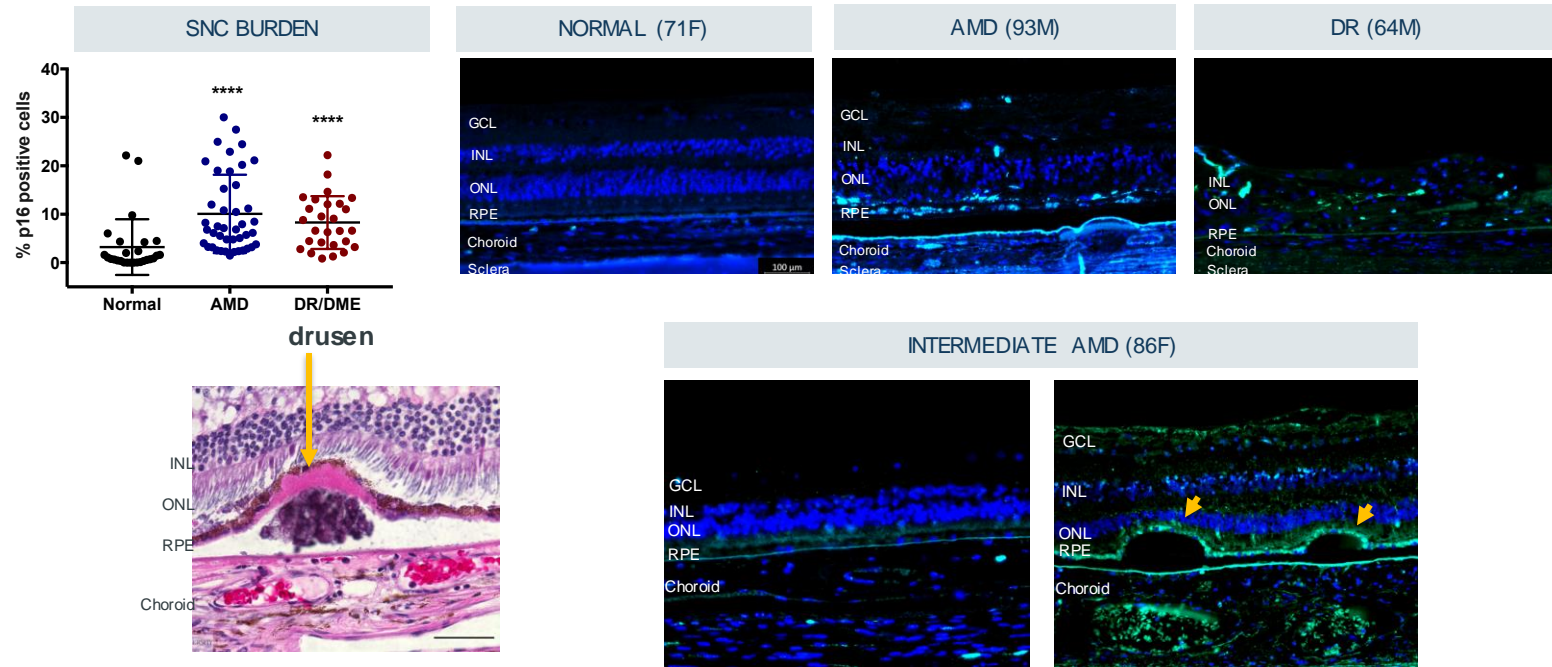 SNC BURDEN
% p16 positive cells
40
30
20
10
0
****
****
Normal
AMD
DR/DME
NORMAL (71F)
GCL
INL
ONL
RPE
Choroid
Sclera
100 µm
AMD (93M)
GCL
INL
ONL
RPE
Choroid
Sclera
DR (64M)
INL
ONL
RPE
Choroid
Sclera
drusen
INL
ONL
RPE
Choroid
INTERMEDIATE AMD (86F)
GCL
INL
ONL
RPE
Choroid
GCL
INL
ONL
RPE
Choroid